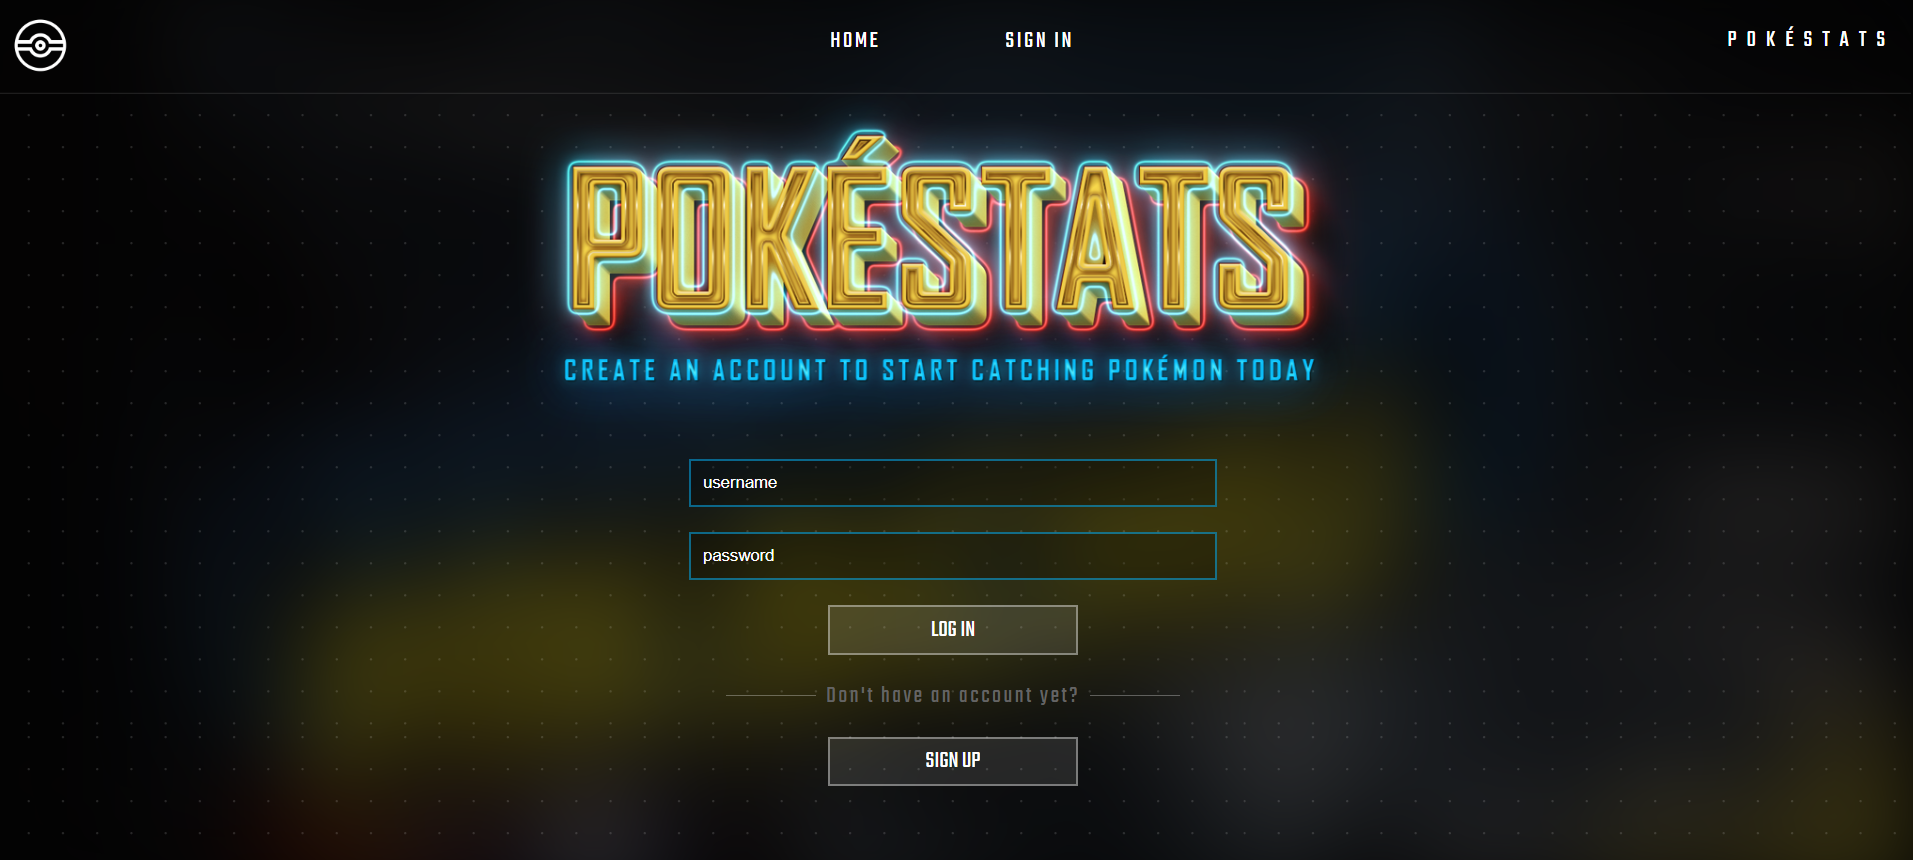 HOME
SIGN IN
POKÉSTATS
POKÉSTATS
CREATE AN ACCOUNT TO START CATCHING POKÉMON TODAY
username
password
LOG IN
Don't have an account yet?
SIGN UP